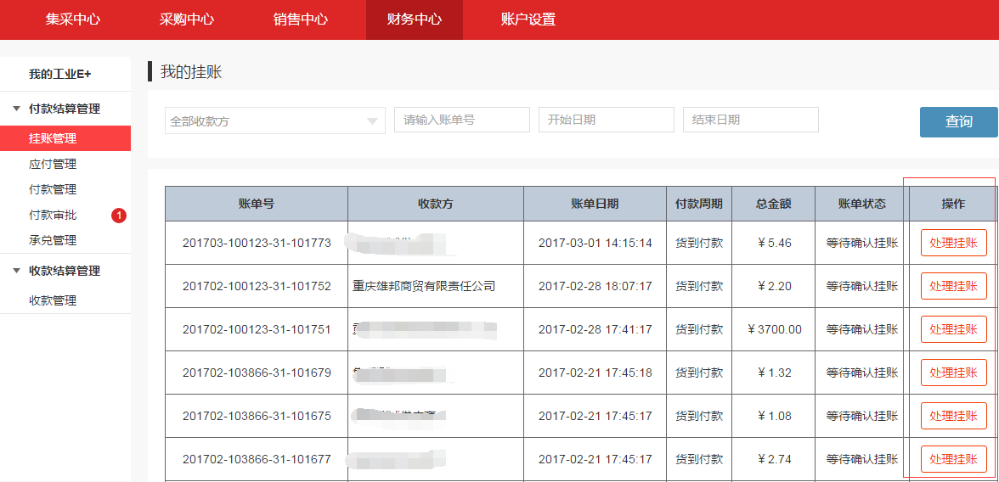 集采中心 采购中心 销售中心 财务中心 账户设置
我的工业E+
付款结算管理
挂账管理
应付管理
付款管理
付款审批 1
承兑管理
收款结算管理
收款管理
我的挂账
全部收款方 请输入账单号 开始日期 结束日期 查询
账单号 收款方 账单日期 付款周期 总金额 账单状态 操作
201703-100123-31-101773 2017-03-01 14:15:14 货到付款 ¥ 5.46 等待确认挂账 处理挂账
201702-100123-31-101752 重庆雄邦商贸有限责任公司 2017-02-28 18:07:17 货到付款 ¥ 2.20 等待确认挂账 处理挂账
201702-100123-31-101751 2017-02-28 17:41:17 货到付款 ¥ 3700.00 等待确认挂账 处理挂账
201702-103866-31-101679 2017-02-21 17:45:18 货到付款 ¥ 1.32 等待确认挂账 处理挂账
201702-103866-31-101675 2017-02-21 17:45:17 货到付款 ¥ 1.08 等待确认挂账 处理挂账
201702-103866-31-101677 2017-02-21 17:45:17 货到付款 ¥ 2.74 等待确认挂账 处理挂账